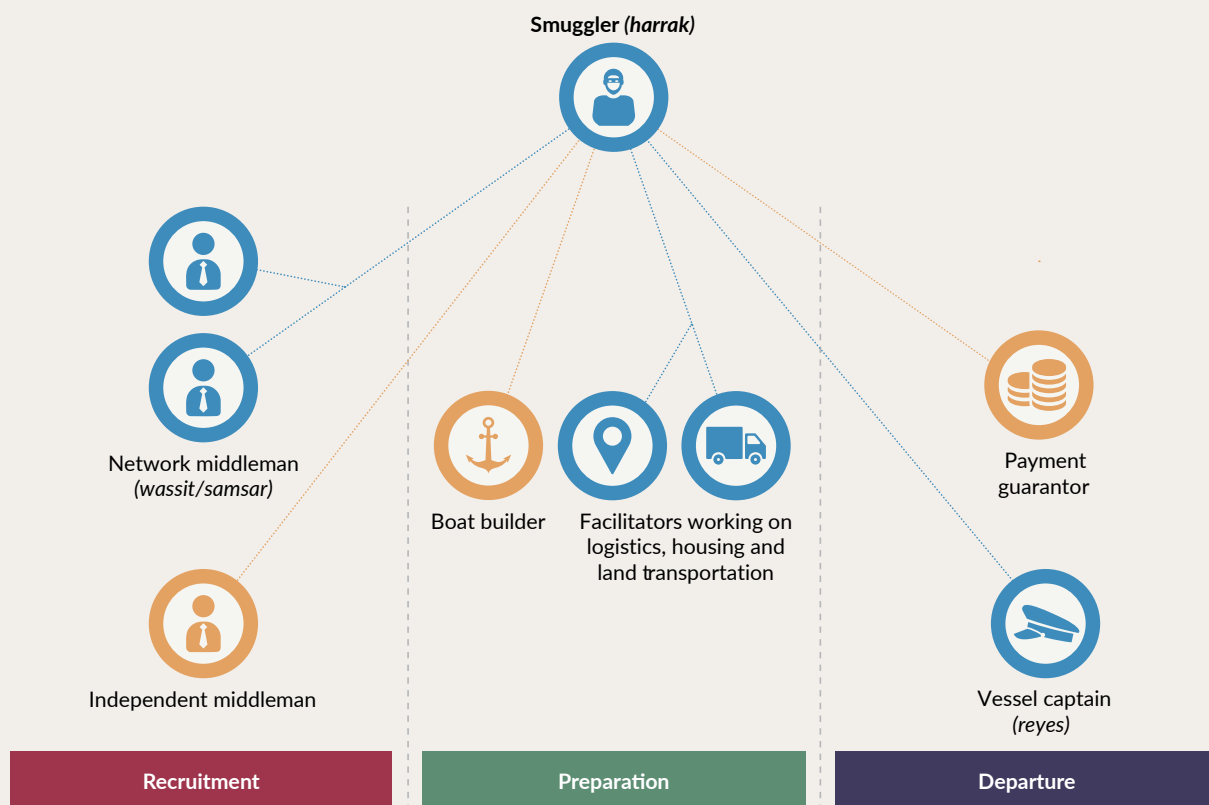 Smuggler (harrak)
Network middleman
(wassit/samsar)
Independent middleman
Boat builder
Facilitators working on
logistics, housing and
land transportation
Payment
guarantor
Vessel captain
(reyes)
Recruitment
Preparation
Departure